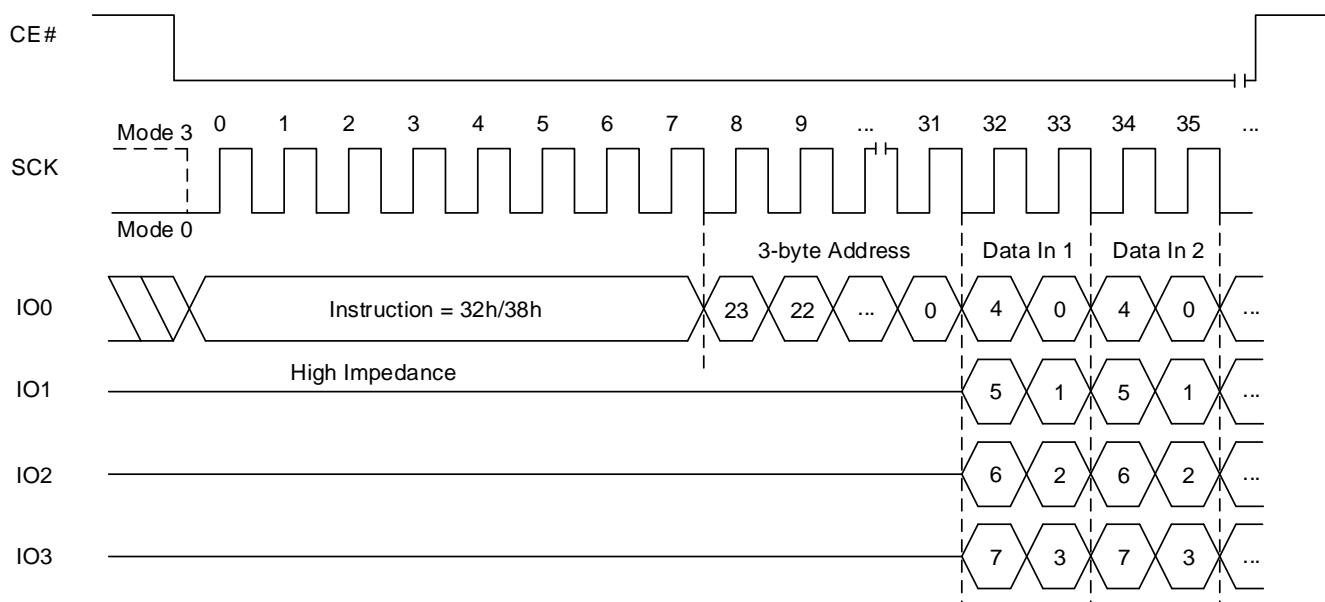 CE#
Mode 3 0 1 2 3 4 5 6 7 8 9 ... 31 32 33 34 35 ...
SCK
Mode 0
3-byte Address Data In 1 Data In 2
IO0 Instruction = 32h/38h 23 22 ... 0 4 0 4 0 ...
High Impedance
IO1 5 1 5 1 ...
IO2 6 2 6 2 ...
IO3 7 3 7 3 ...